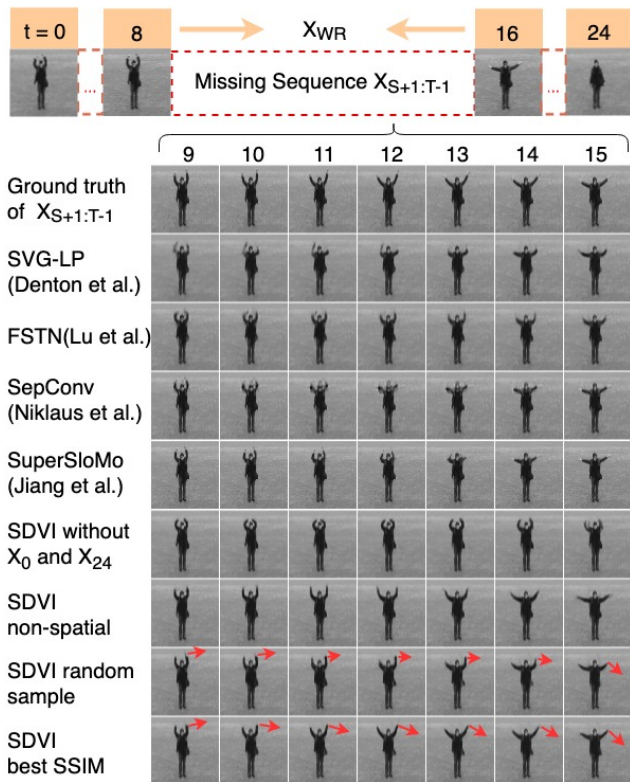 t = 0 8 X_WR 16 24
... Missing Sequence X_S+1:T-1 ...
9 10 11 12 13 14 15
Ground truth
of X_S+1:T-1
SVG-LP
(Denton et al.)
FSTN(Lu et al.)
SepConv
(Niklaus et al.)
SuperSloMo
(Jiang et al.)
SDVI without
X_0 and X_24
SDVI
non-spatial
SDVI random
sample
SDVI
best SSIM